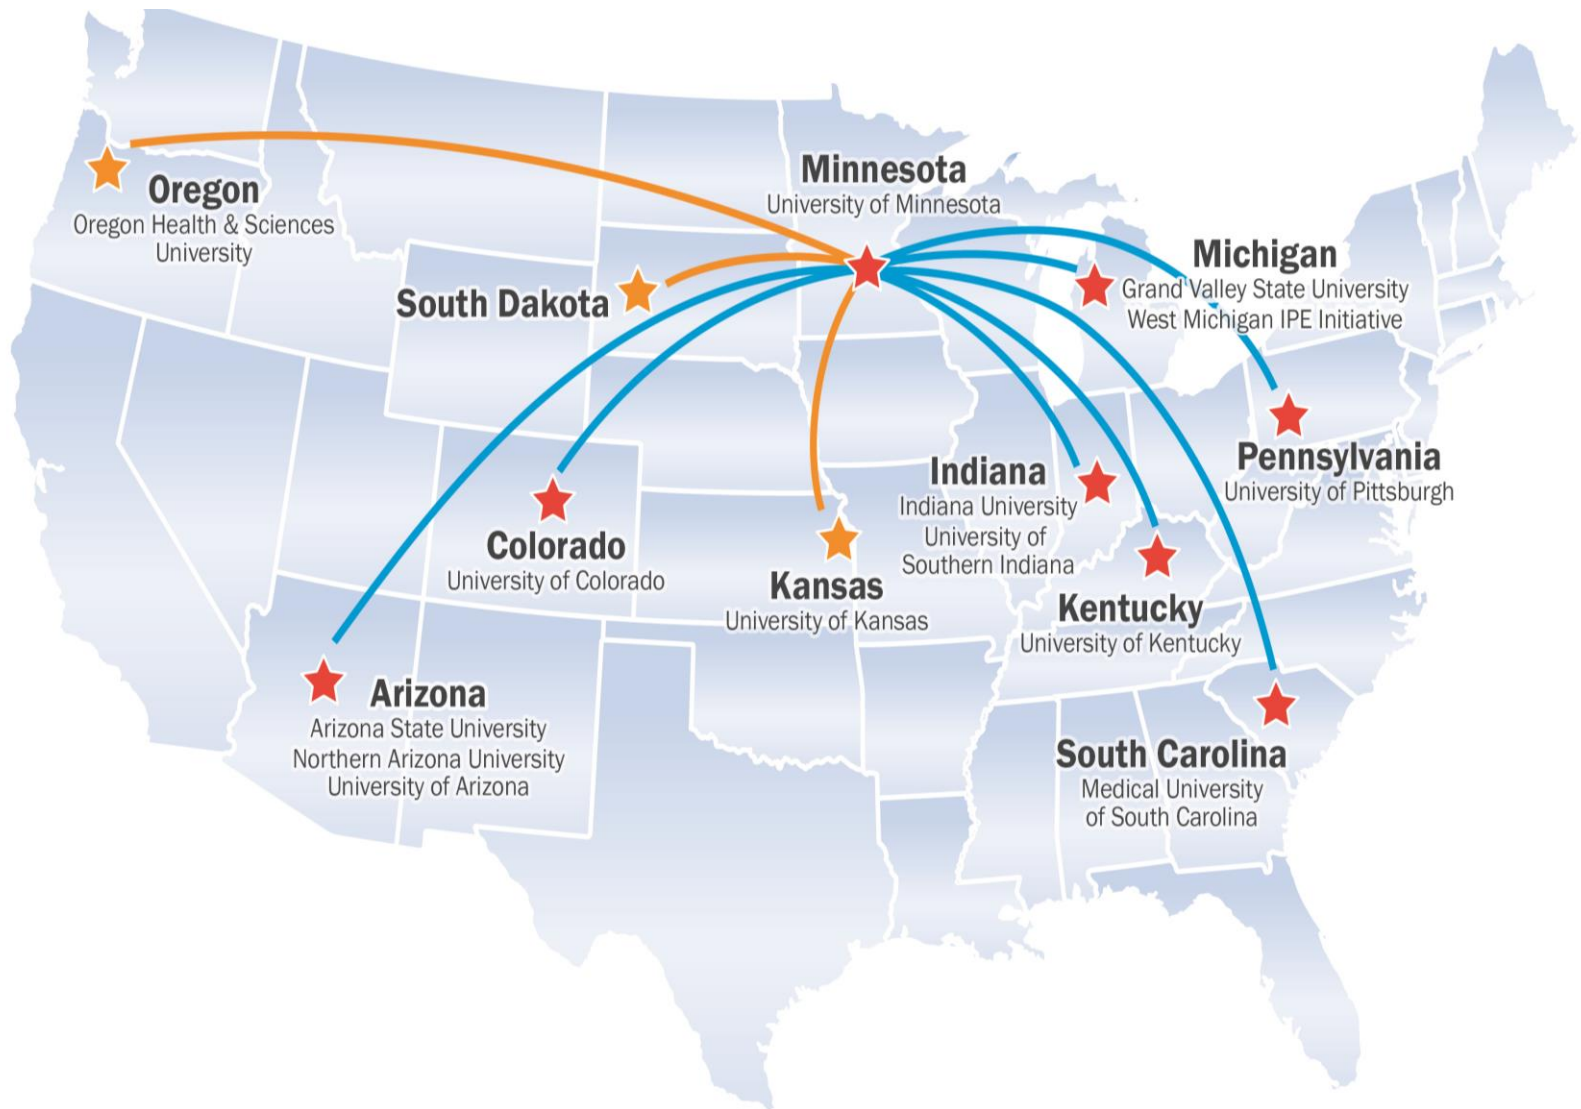 Minnesota
University of Minnesota
Oregon
Oregon Health & Sciences
University
South Dakota
Michigan
Grand Valley State University
West Michigan IPE Initiative
Pennsylvania
University of Pittsburgh
Indiana
Indiana University
University of
Southern Indiana
Colorado
University of Colorado
Kansas
University of Kansas
Kentucky
University of Kentucky
Arizona
Arizona State University
Northern Arizona University
University of Arizona
South Carolina
Medical University
of South Carolina